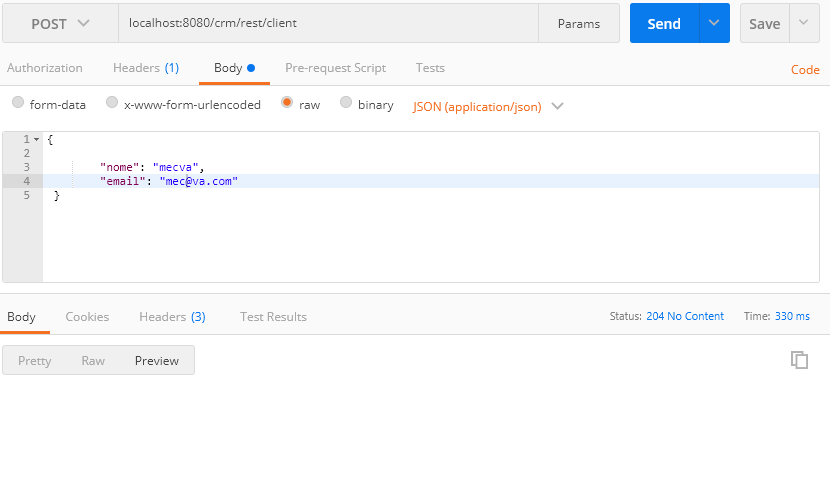 POST localhost:8080/crm/rest/client Params Send Save
Authorization Headers (1) Body Pre-request Script Tests Code
form-data x-www-form-urlencoded raw binary JSON (application/json)
1 {
2
3 "nome": "mecva",
4 "email": "mec@va.com"
5 }
Body Cookies Headers (3) Test Results Status: 204 No Content Time: 330 ms
Pretty Raw Preview